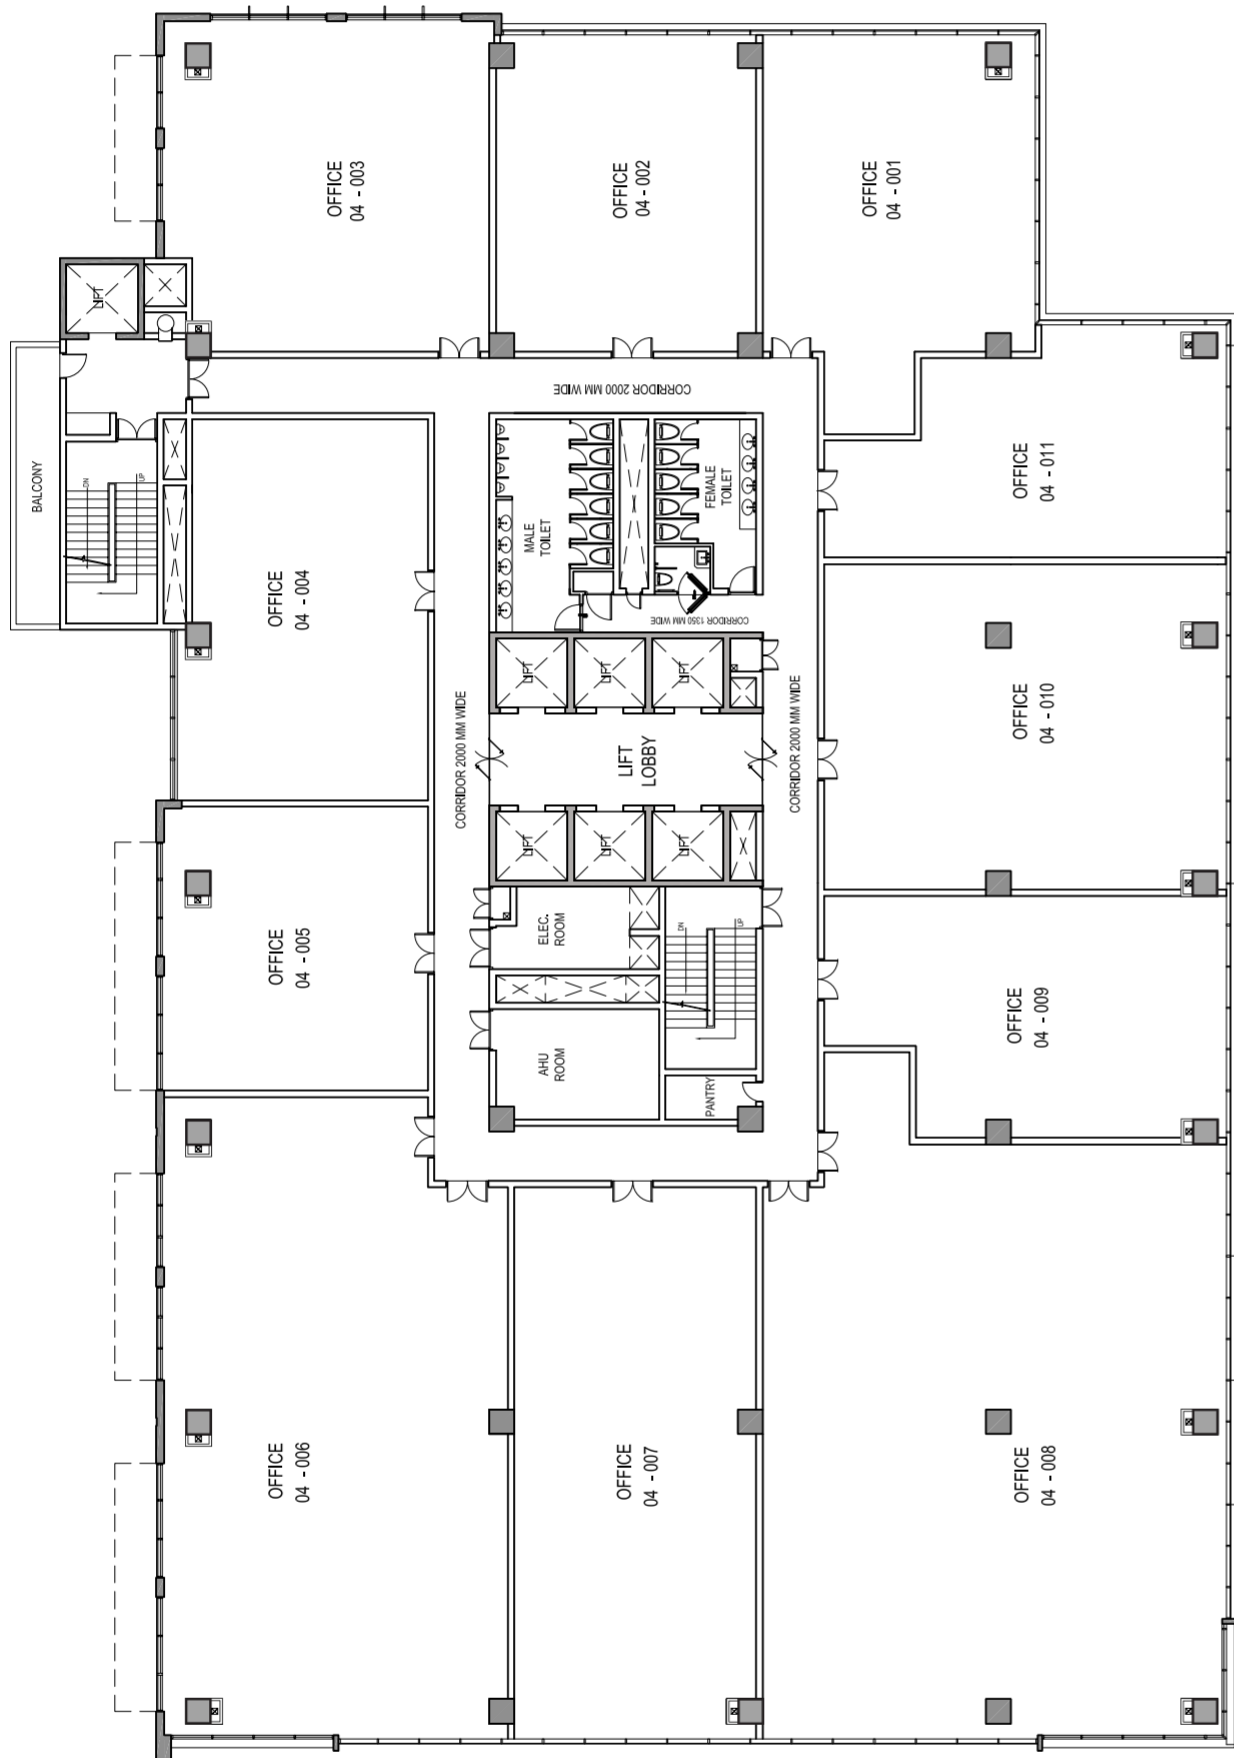 OFFICE
04 - 003
OFFICE
04 - 002
OFFICE
04 - 001
LIFT
CORRIDOR 2000 MM WIDE
BALCONY
DN
UP
OFFICE
04 - 004
MALE
TOILET
FEMALE
TOILET
OFFICE
04 - 011
CORRIDOR 1350 MM WIDE
LIFT
LIFT
LIFT
CORRIDOR 2000 MM WIDE
LIFT
LOBBY
CORRIDOR 2000 MM WIDE
OFFICE
04 - 010
LIFT
LIFT
LIFT
OFFICE
04 - 005
ELEC.
ROOM
DN
UP
OFFICE
04 - 009
AHU
ROOM
PANTRY
OFFICE
04 - 006
OFFICE
04 - 007
OFFICE
04 - 008